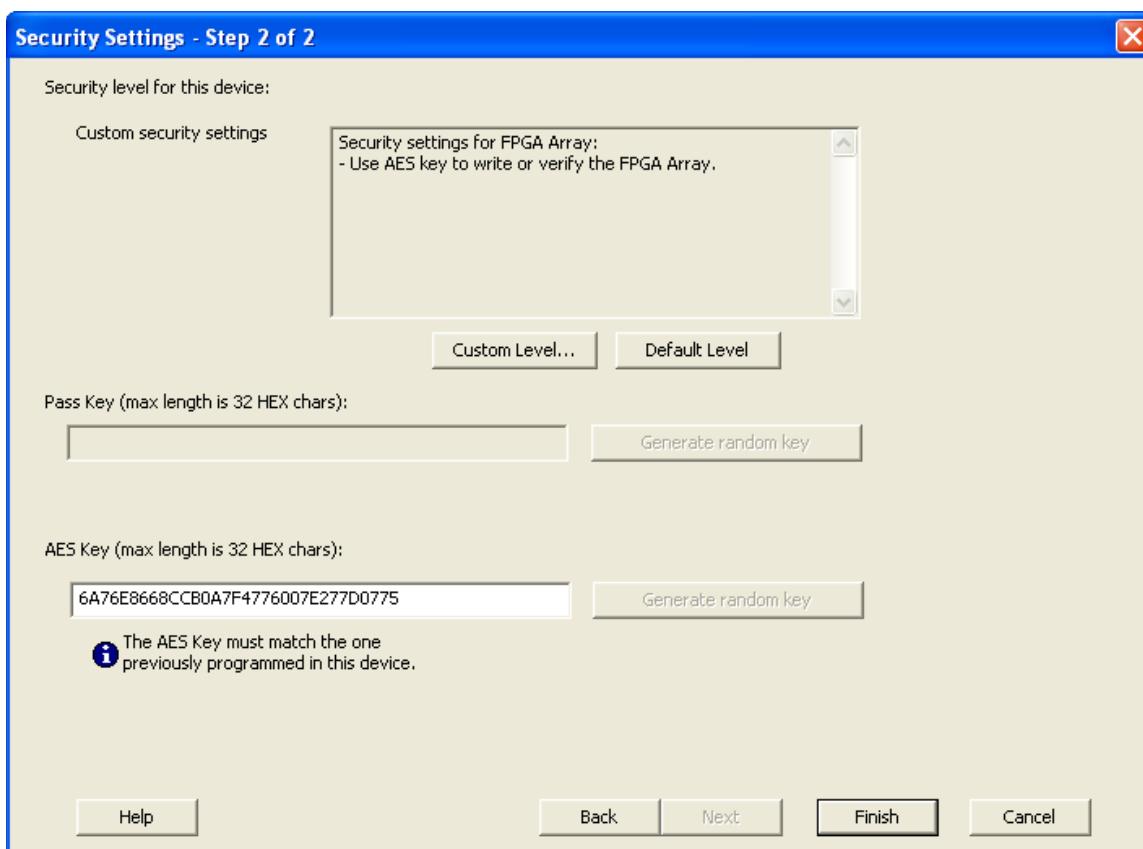 Security Settings - Step 2 of 2
Security level for this device:
Custom security settings
Security settings for FPGA Array:
- Use AES key to write or verify the FPGA Array.
Custom Level...
Default Level
Pass Key (max length is 32 HEX chars):
Generate random key
AES Key (max length is 32 HEX chars):
6A76E8668CCB0A7F4776007E277D0775
Generate random key
The AES Key must match the one
previously programmed in this device.
Help
Back
Next
Finish
Cancel